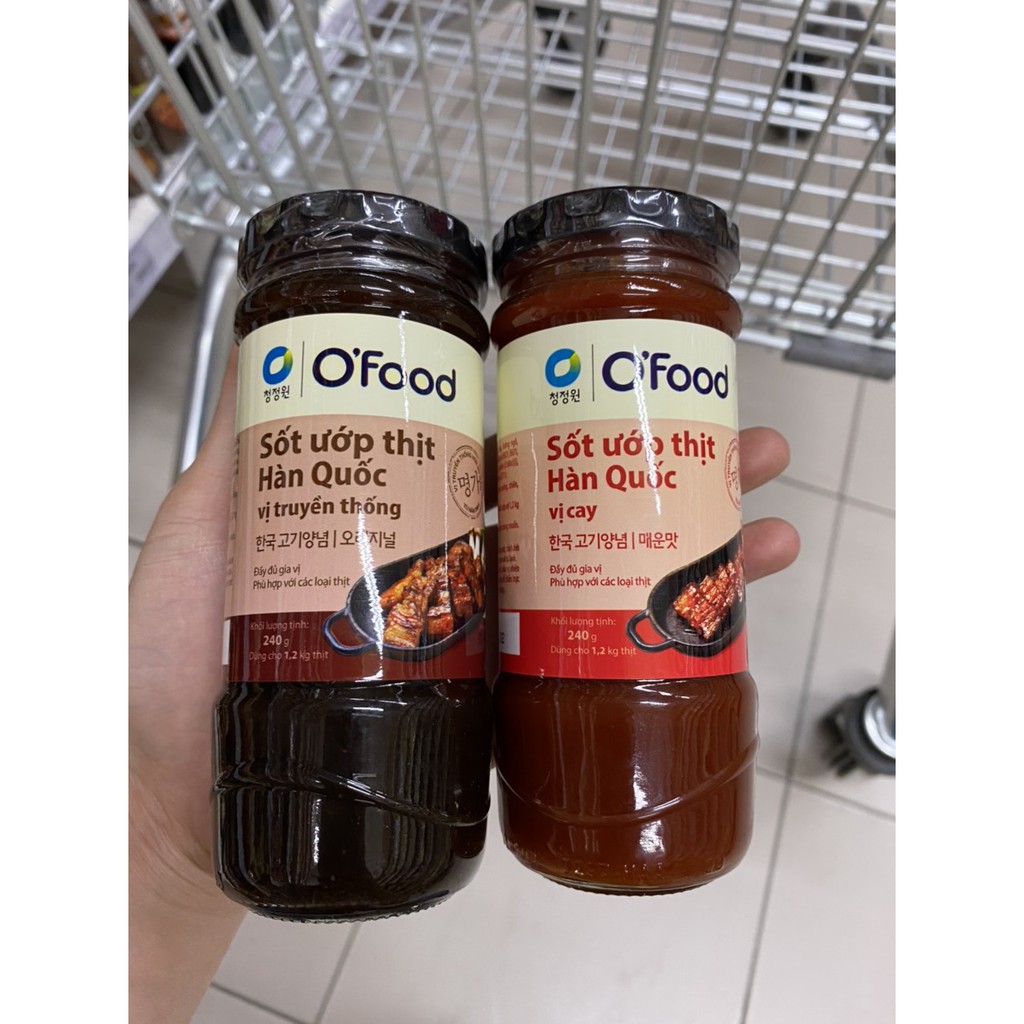 청정원
O'Food
Sốt ướp thịt
Hàn Quốc
vị truyền thống
한국 고기양념 | 오리지널
Đầy đủ gia vị
Phù hợp với các loại thịt
Khối lượng tịnh:
240 g
Dùng cho 1,2 kg thịt
청정원
O'Food
Sốt ướp thịt
Hàn Quốc
vị cay
한국 고기양념 | 매운맛
Đầy đủ gia vị
Phù hợp với các loại thịt
Khối lượng tịnh:
240 g
Dùng cho 1,2 kg thịt